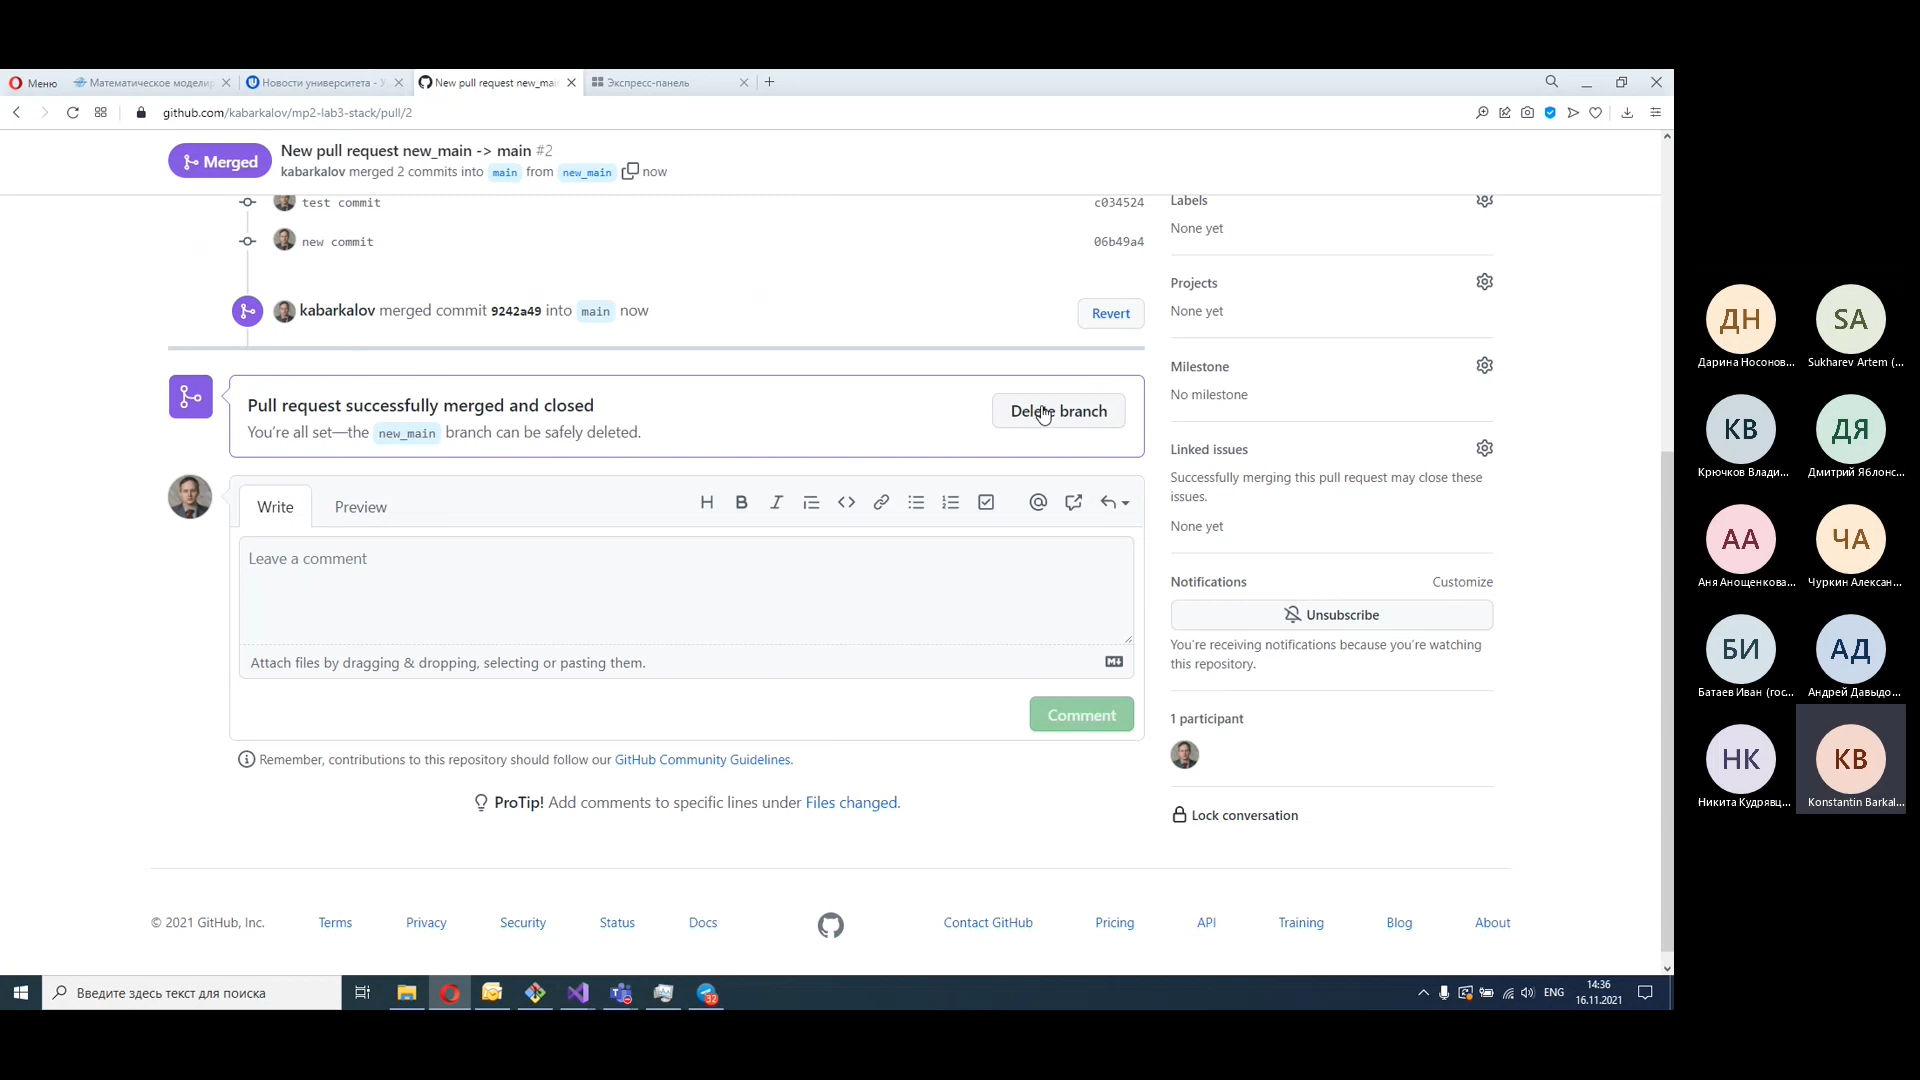 Меню
Математическое модели
Новости университета - У
New pull request new_mai
Экспресс-панель
github.com/kabarkalov/mp2-lab3-stack/pull/2
Merged
New pull request new_main -> main #2
kabarkalov merged 2 commits into main from new_main now
test commit c034524
new commit 06b49a4
kabarkalov merged commit 9242a49 into main now
Revert
Pull request successfully merged and closed
You're all set—the new_main branch can be safely deleted.
Delete branch
Write Preview
Leave a comment
Attach files by dragging & dropping, selecting or pasting them.
Comment
Remember, contributions to this repository should follow our GitHub Community Guidelines.
ProTip! Add comments to specific lines under Files changed.
Labels
None yet
Projects
None yet
Milestone
No milestone
Linked issues
Successfully merging this pull request may close these
issues.
None yet
Notifications Customize
Unsubscribe
You're receiving notifications because you're watching
this repository.
1 participant
Lock conversation
© 2021 GitHub, Inc. Terms Privacy Security Status Docs Contact GitHub Pricing API Training Blog About
Введите здесь текст для поиска
32
ENG
14:36
16.11.2021
ДН SA
Дарина Носонов... Sukharev Artem (...
КВ ДЯ
Крючков Влади... Дмитрий Яблонс...
АА ЧА
Аня Анощенкова... Чуркин Алексан...
БИ АД
Батаев Иван (гос... Андрей Давыдо...
НК КВ
Никита Кудрявц... Konstantin Barkal...